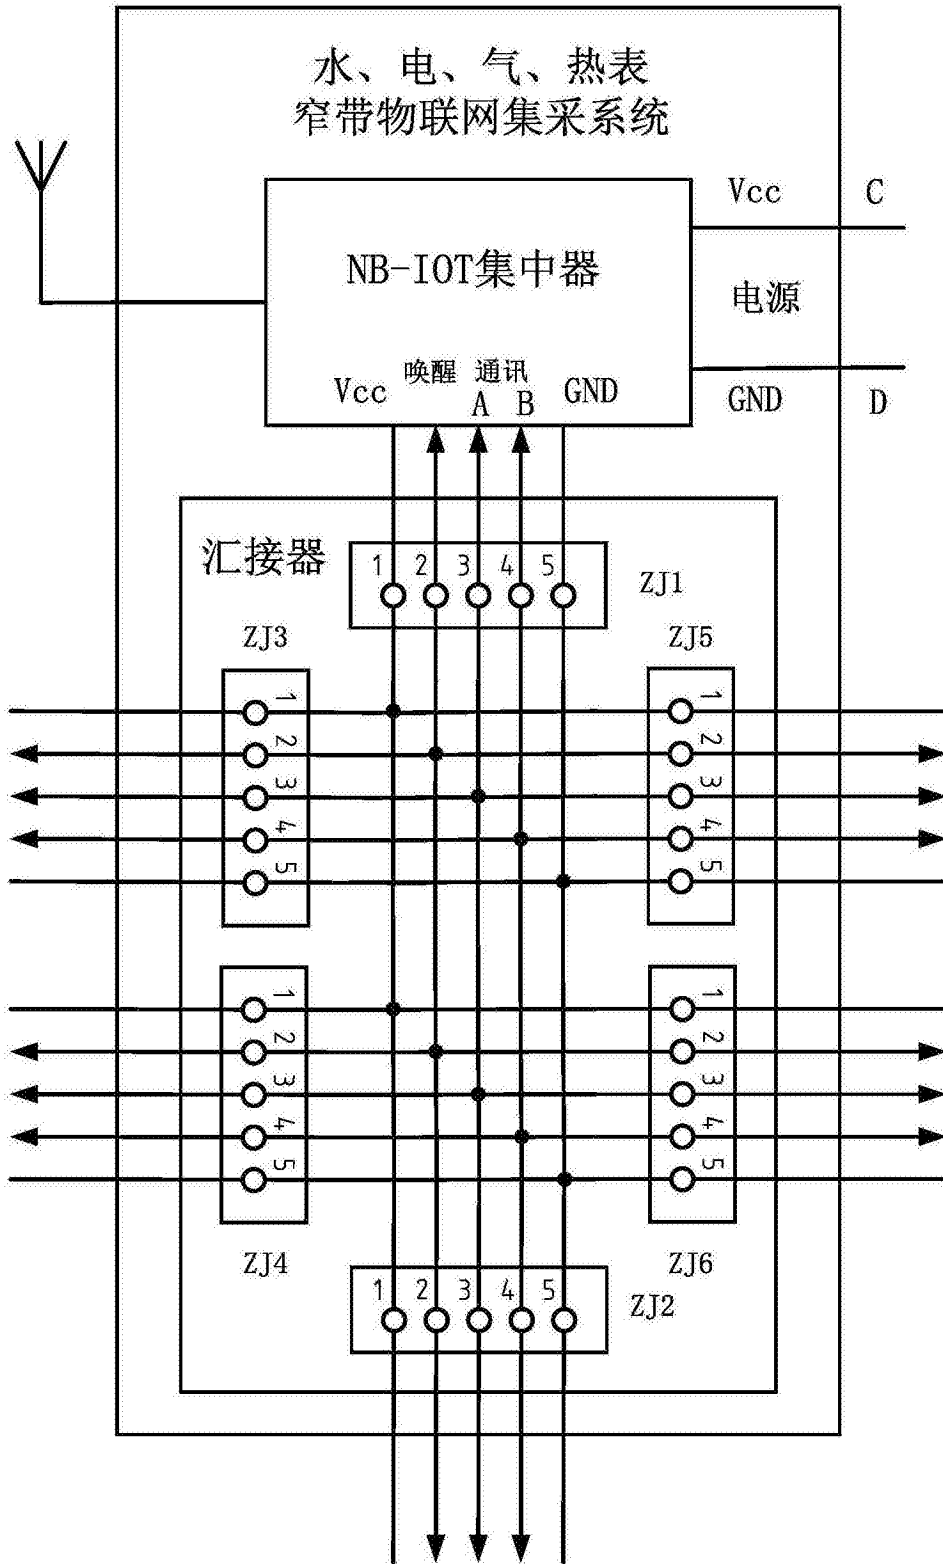 水、电、气、热表
窄带物联网集采系统
Vcc C
NB-IOT集中器
电源
唤醒 通讯
Vcc A B GND
GND D
汇接器
1 2 3 4 5
ZJ1
ZJ3
1
2
3
4
5
ZJ5
1
2
3
4
5
1
2
3
4
5
ZJ4
1
2
3
4
5
ZJ6
1 2 3 4 5
ZJ2